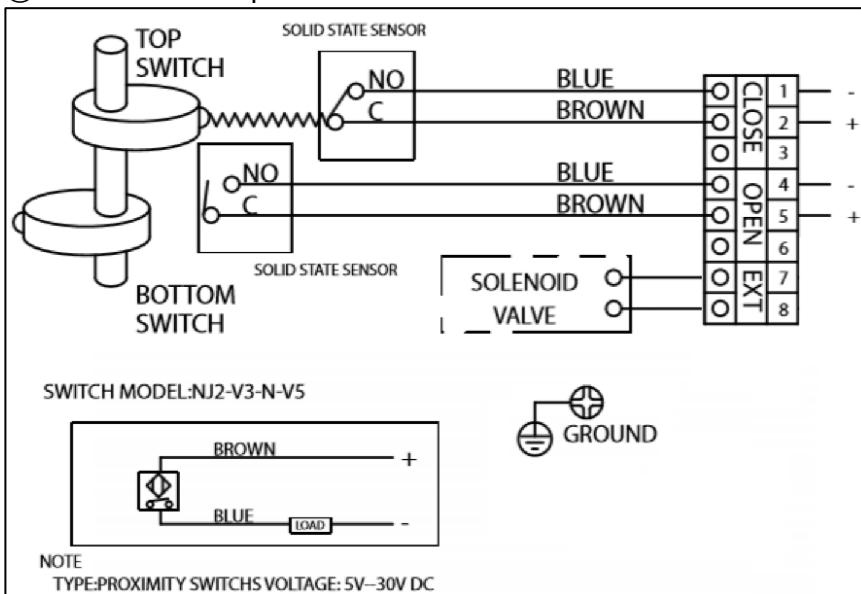 TOP
SWITCH
SOLID STATE SENSOR
NO
C
BLUE
BROWN
CLOSE
1
-
2
+
3
NO
C
BLUE
BROWN
OPEN
4
-
5
+
6
SOLID STATE SENSOR
BOTTOM
SWITCH
SOLENOID
VALVE
EXT
7
8
SWITCH MODEL:NJ2-V3-N-V5
BROWN
+
BLUE
LOAD
-
GROUND
NOTE
TYPE:PROXIMITY SWITCHS VOLTAGE: 5V--30V DC